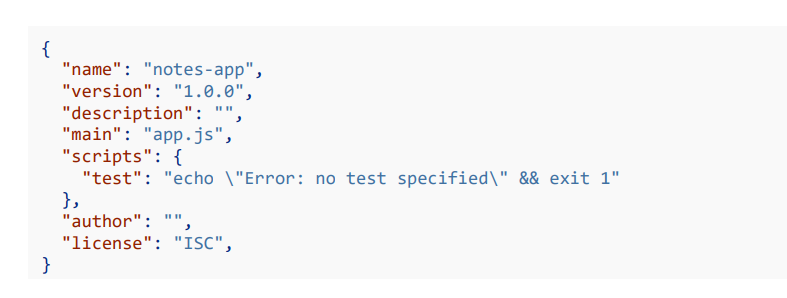 {
  "name": "notes-app",
  "version": "1.0.0",
  "description": "",
  "main": "app.js",
  "scripts": {
    "test": "echo \"Error: no test specified\" && exit 1"
  },
  "author": "",
  "license": "ISC",
}